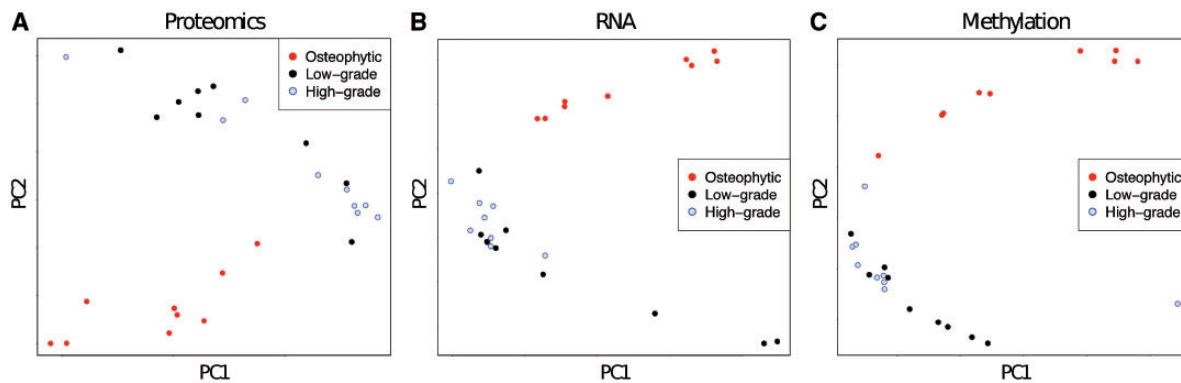 A
Proteomics
Osteophytic
Low-grade
High-grade
PC2
PC1
B
RNA
Osteophytic
Low-grade
High-grade
PC2
PC1
C
Methylation
Osteophytic
Low-grade
High-grade
PC2
PC1